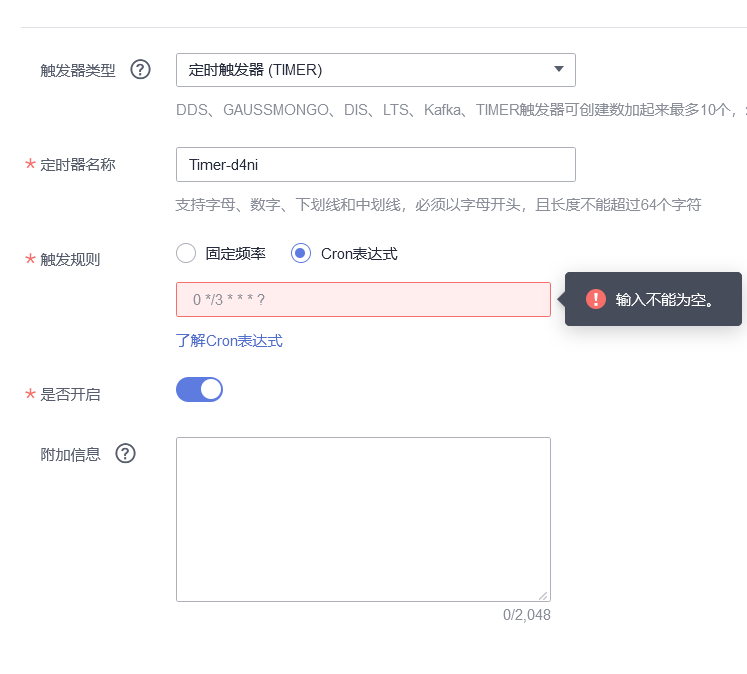 触发器类型 ?
定时触发器 (TIMER)
DDS、GAUSSMONGO、DIS、LTS、Kafka、TIMER触发器可创建数加起来最多10个，
* 定时器名称
Timer-d4ni
支持字母、数字、下划线和中划线，必须以字母开头，且长度不能超过64个字符
* 触发规则
固定频率 Cron表达式
0 */3 * * * ?
! 输入不能为空。
了解Cron表达式
* 是否开启
附加信息 ?
0/2,048